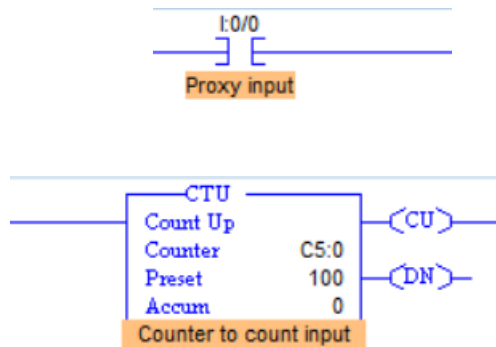 I:0/0
Proxy input
CTU
Count Up
CU
Counter C5:0
Preset 100
DN
Accum 0
Counter to count input